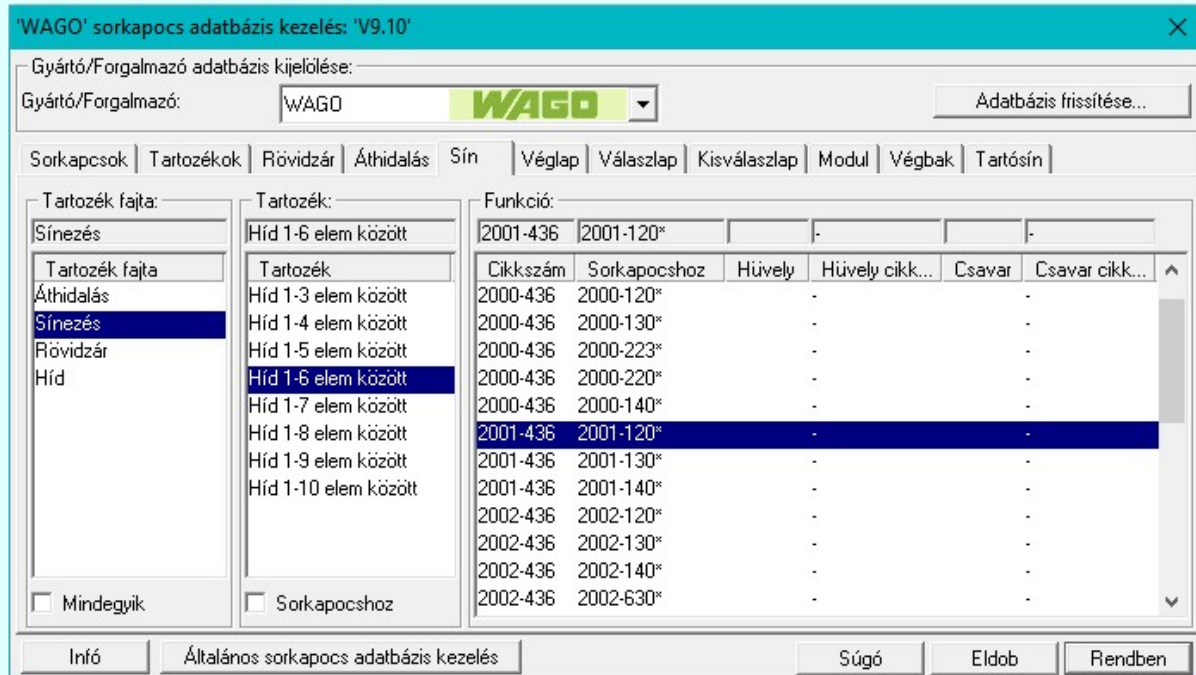 'WAGO' sorkapocs adatbázis kezelés: 'V9.10'
Gyártó/Forgalmazó adatbázis kijelölése:
Gyártó/Forgalmazó: WAGO WAGO Adatbázis frissítése...
Sorkapcsok Tartozékok Rövidzár Áthidalás Sín Véglap Válaszlap Kisválaszlap Modul Végbak Tartósín
Tartozék fajta: Tartozék: Funkció:
Sínezés Híd 1-6 elem között 2001-436 2001-120* - -
Tartozék fajta Tartozék Cikkszám Sorkapocshoz Hüvely Hüvely cikk... Csavar Csavar cikk...
Áthidalás Híd 1-3 elem között 2000-436 2000-120* - -
Sínezés Híd 1-4 elem között 2000-436 2000-130* - -
Rövidzár Híd 1-5 elem között 2000-436 2000-223* - -
Híd Híd 1-6 elem között 2000-436 2000-220* - -
Híd 1-7 elem között 2000-436 2000-140* - -
Híd 1-8 elem között 2001-436 2001-120* - -
Híd 1-9 elem között 2001-436 2001-130* - -
Híd 1-10 elem között 2001-436 2001-140* - -
2002-436 2002-120* - -
2002-436 2002-130* - -
2002-436 2002-140* - -
Mindegyik Sorkapocshoz 2002-436 2002-630* - -
Infó Általános sorkapocs adatbázis kezelés Súgó Eldob Rendben